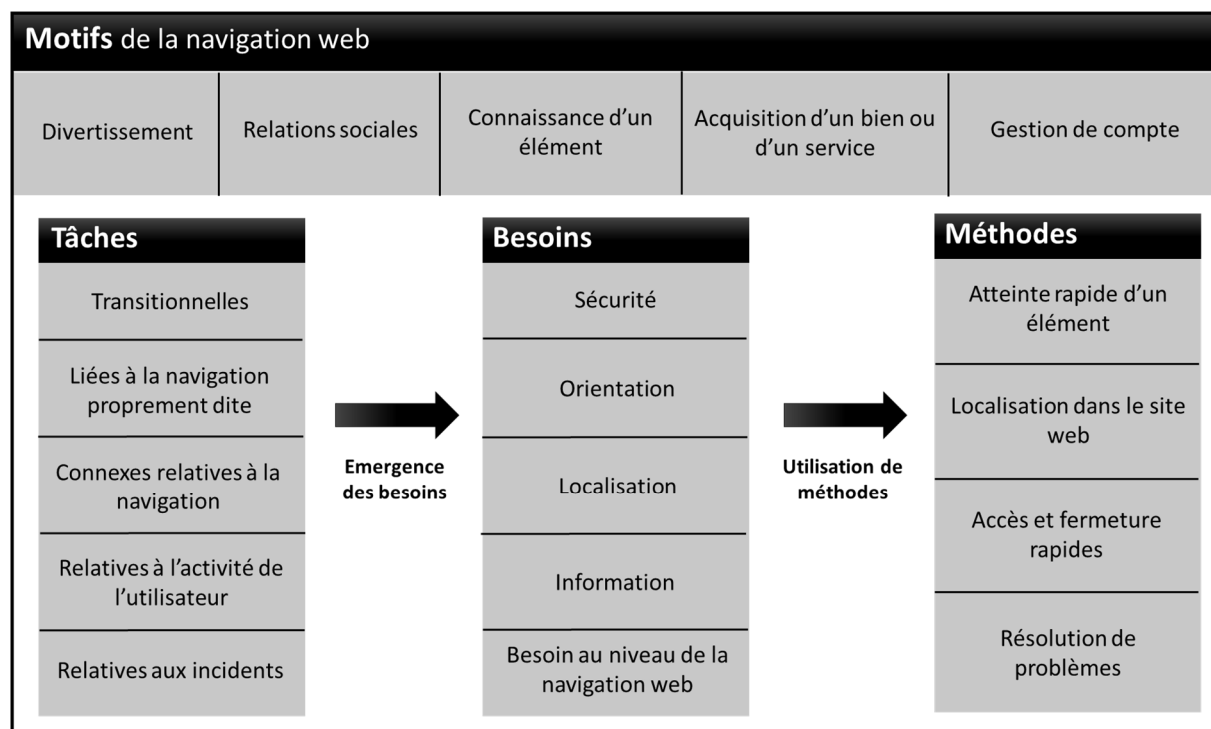 Motifs de la navigation web
Divertissement
Relations sociales
Connaissance d'un
élément
Acquisition d'un bien ou
d'un service
Gestion de compte
Tâches
Transitionnelles
Liées à la navigation
proprement dite
Connexes relatives à la
navigation
Relatives à l'activité de
l'utilisateur
Relatives aux incidents
Emergence
des besoins
Besoins
Sécurité
Orientation
Localisation
Information
Besoin au niveau de la
navigation web
Utilisation de
méthodes
Méthodes
Atteinte rapide d'un
élément
Localisation dans le site
web
Accès et fermeture
rapides
Résolution de
problèmes